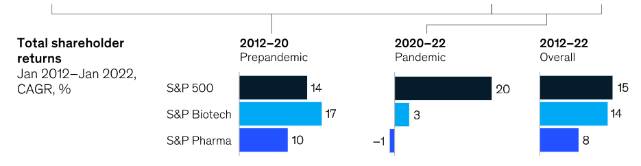 Total shareholder
returns
Jan 2012–Jan 2022,
CAGR, %
2012–20
Prepandemic
2020–22
Pandemic
2012–22
Overall
S&P 500
14
20
15
S&P Biotech
17
3
14
S&P Pharma
10
–1
8